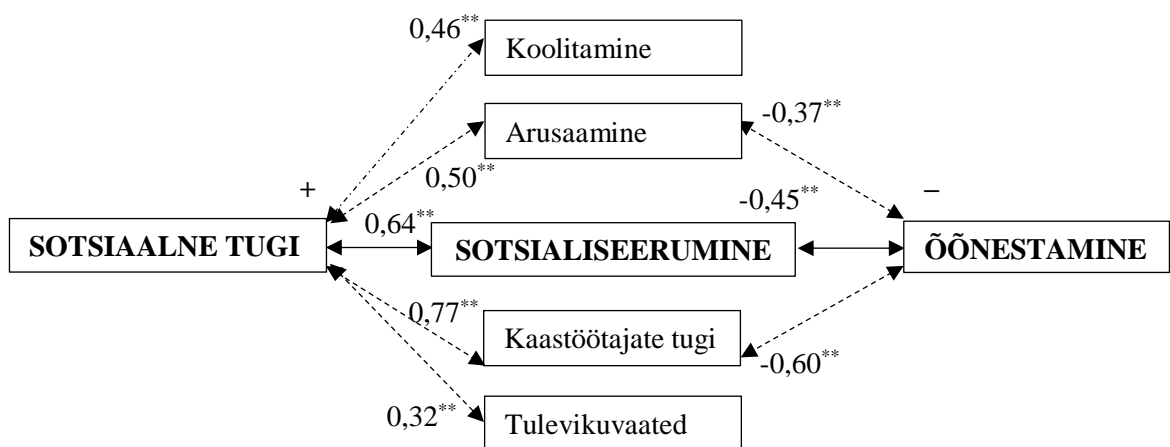 0,46**
Koolitamine
Arusaamine
-0,37**
0,50**
+
-0,45**
–
0,64**
SOTSIAALNE TUGI
SOTSIALISEERUMINE
ÕÕNESTAMINE
0,77**
Kaastöötajate tugi
-0,60**
0,32**
Tulevikuvaated